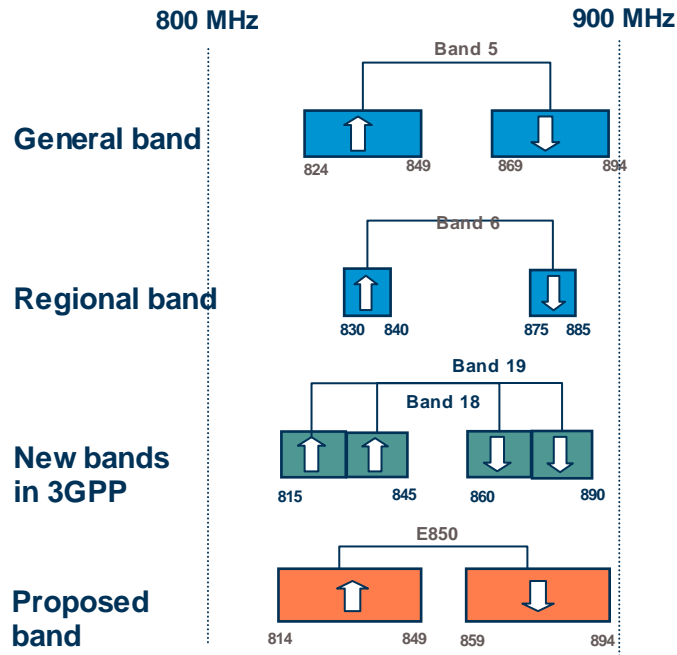 800 MHz
900 MHz
Band 5
General band
824
849
869
894
Band 6
Regional band
830
840
875
885
Band 19
Band 18
New bands
in 3GPP
815
845
860
890
E850
Proposed
band
814
849
859
894